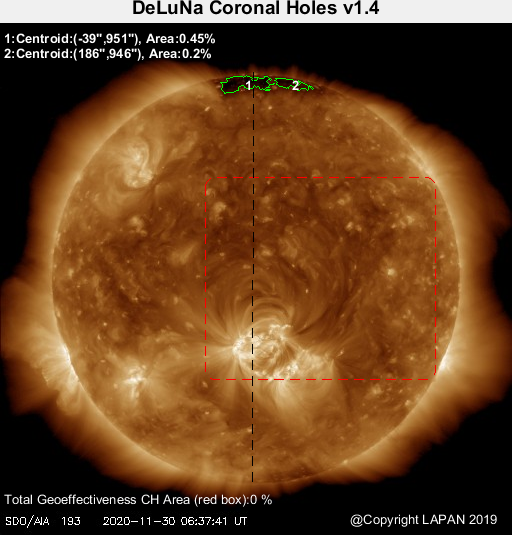 DeLuNa Coronal Holes v1.4
1:Centroid:(-39",951"), Area:0.45%
2:Centroid:(186",946"), Area:0.2%
1 2
Total Geoeffectiveness CH Area (red box):0 %
SDO/AIA 193 2020-11-30 06:37:41 UT
@Copyright LAPAN 2019